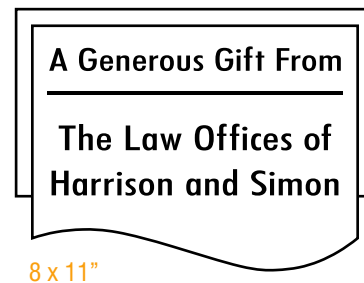 A Generous Gift From
The Law Offices of
Harrison and Simon
8 x 11”